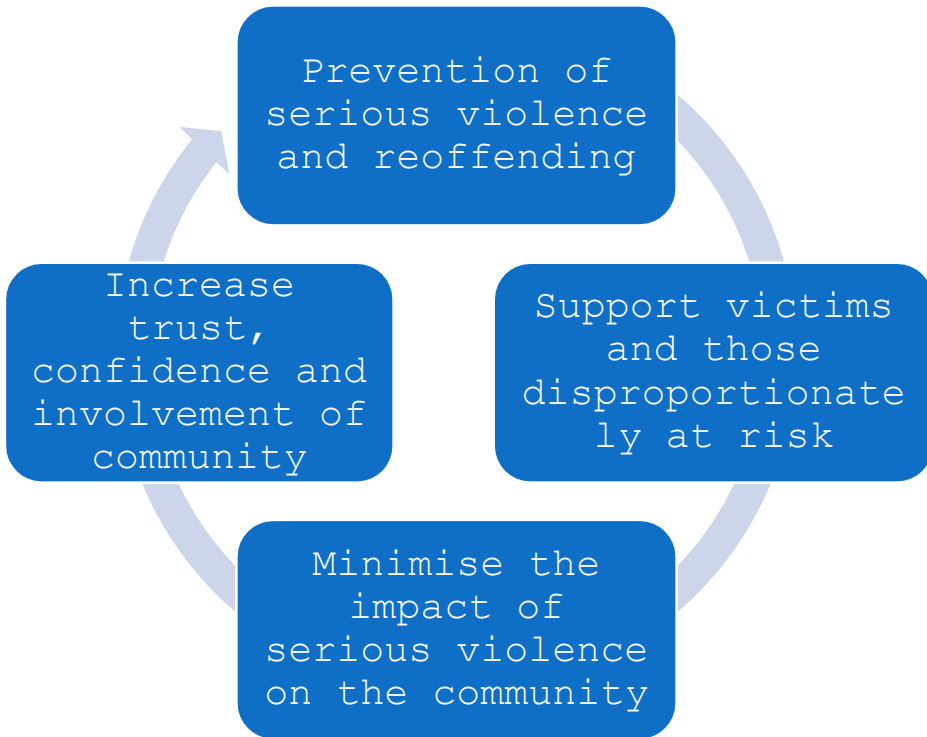 Prevention of
serious violence
and reoffending
Support victims
and those
disproportionate
ly at risk
Minimise the
impact of
serious violence
on the community
Increase
trust,
confidence and
involvement of
community